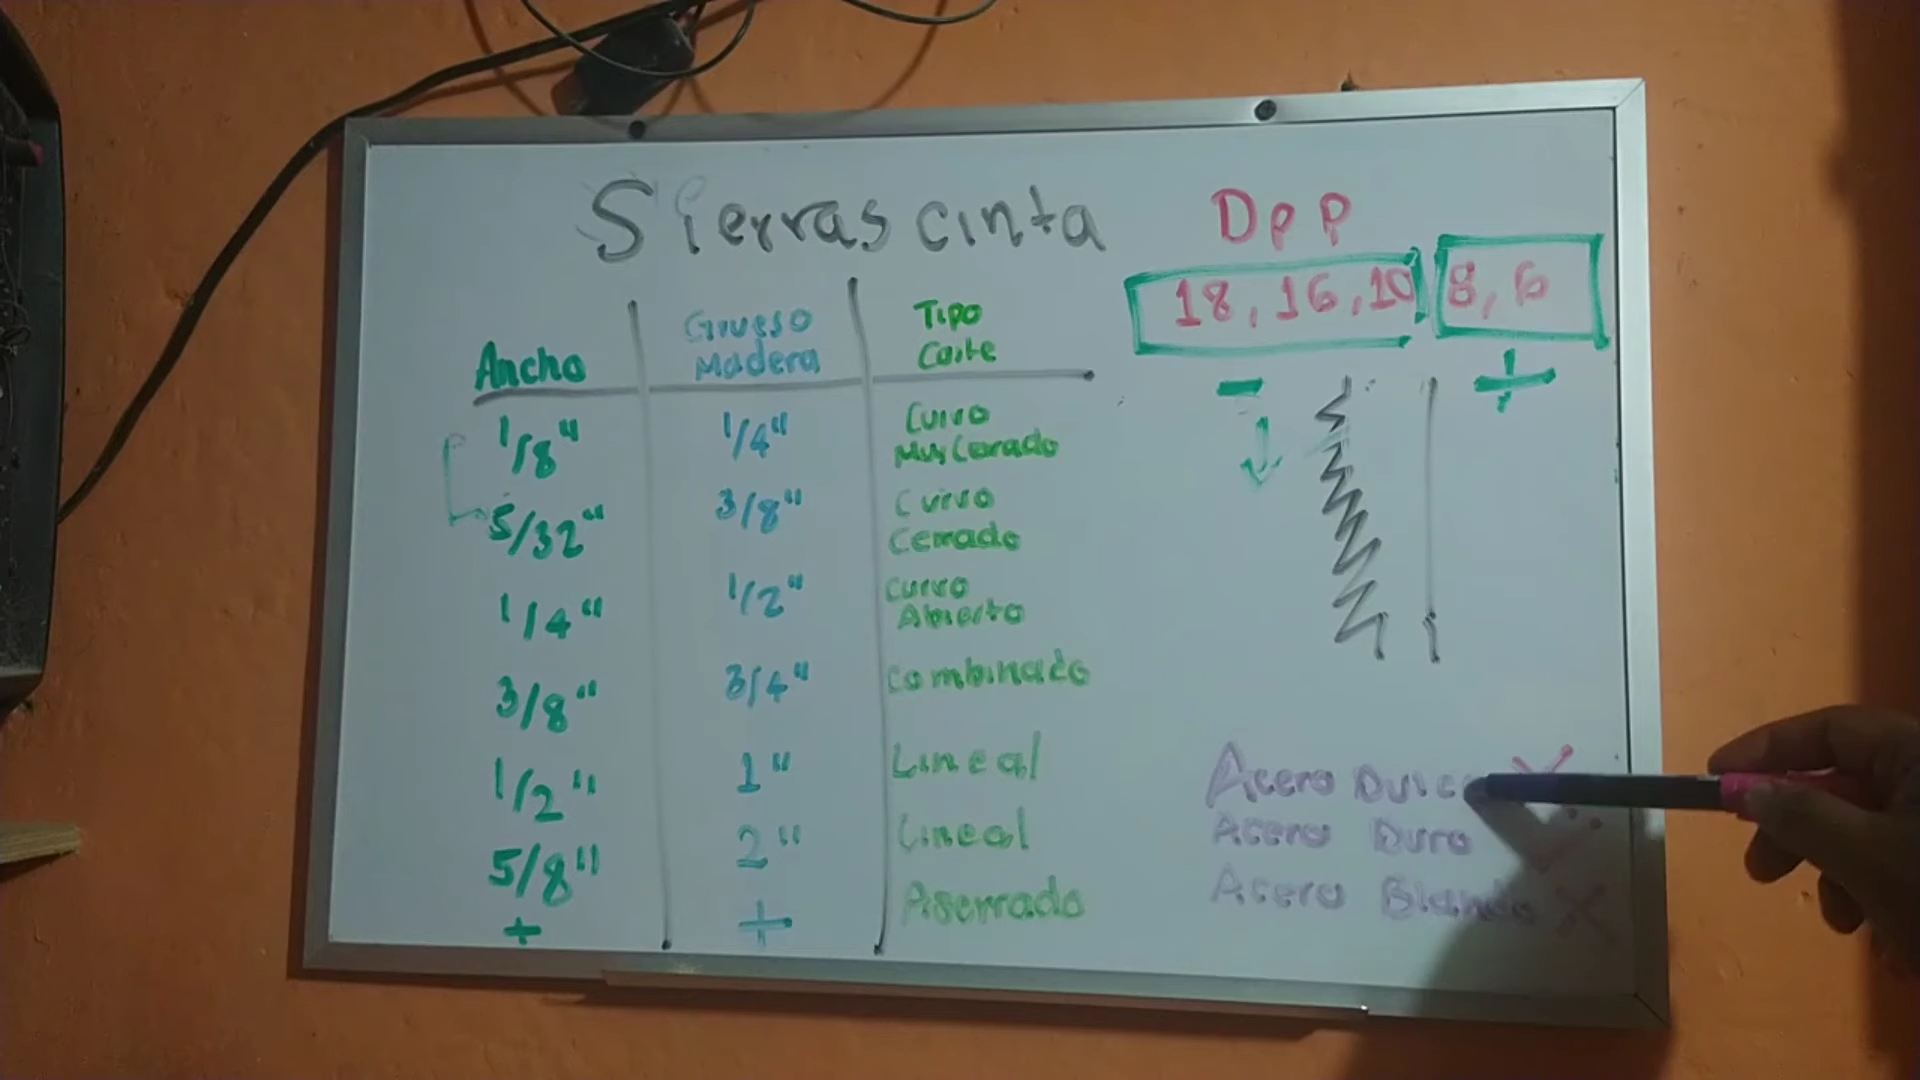 Sierras cinta
Ancho Grueso Madera Tipo Corte
1/8" 1/4" Curvo Muy Cerrado
5/32" 3/8" Curvo Cerrado
1/4" 1/2" Curvo Abierto
3/8" 3/4" Combinado
1/2" 1" Lineal
5/8" 2" Lineal
+ + Aserrado
Dpp
18, 16, 10 8, 6
- +
Acero Dulce X
Acero Duro
Acero Blando X